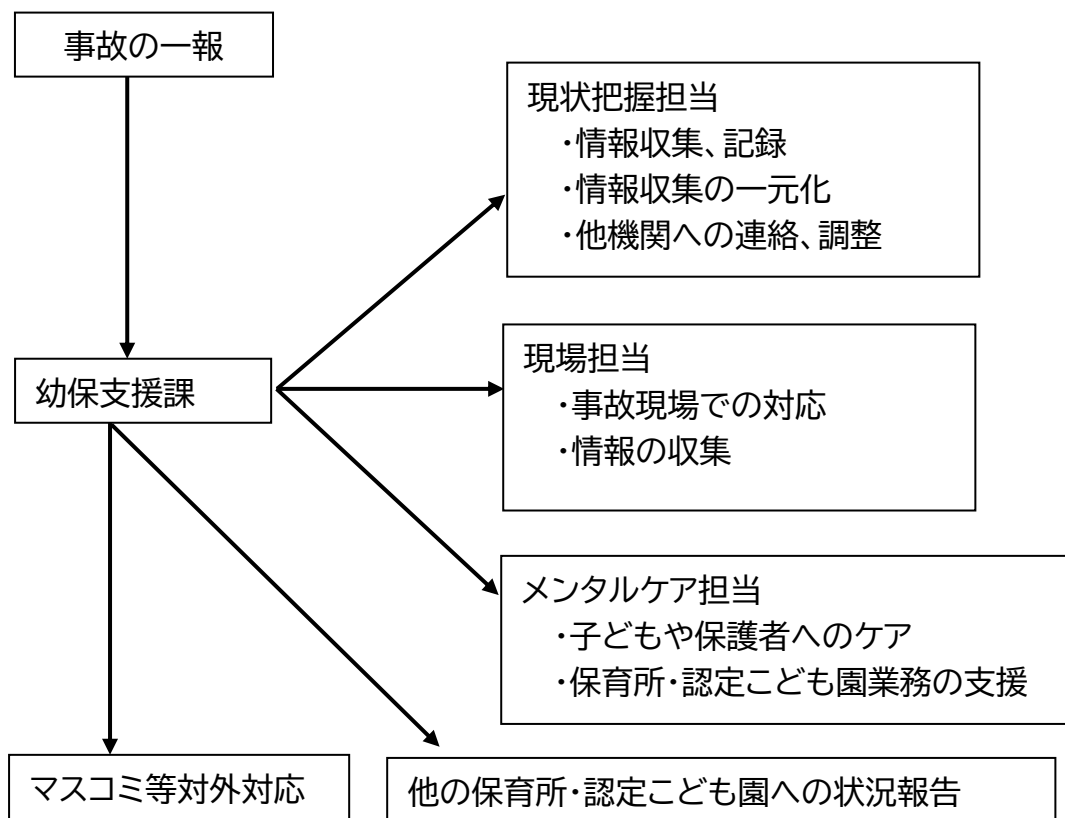 事故の一報
現状把握担当
・情報収集、記録
・情報収集の一元化
・他機関への連絡、調整
現場担当
・事故現場での対応
・情報の収集
幼保支援課
メンタルケア担当
・子どもや保護者へのケア
・保育所・認定こども園業務の支援
マスコミ等対外対応
他の保育所・認定こども園への状況報告